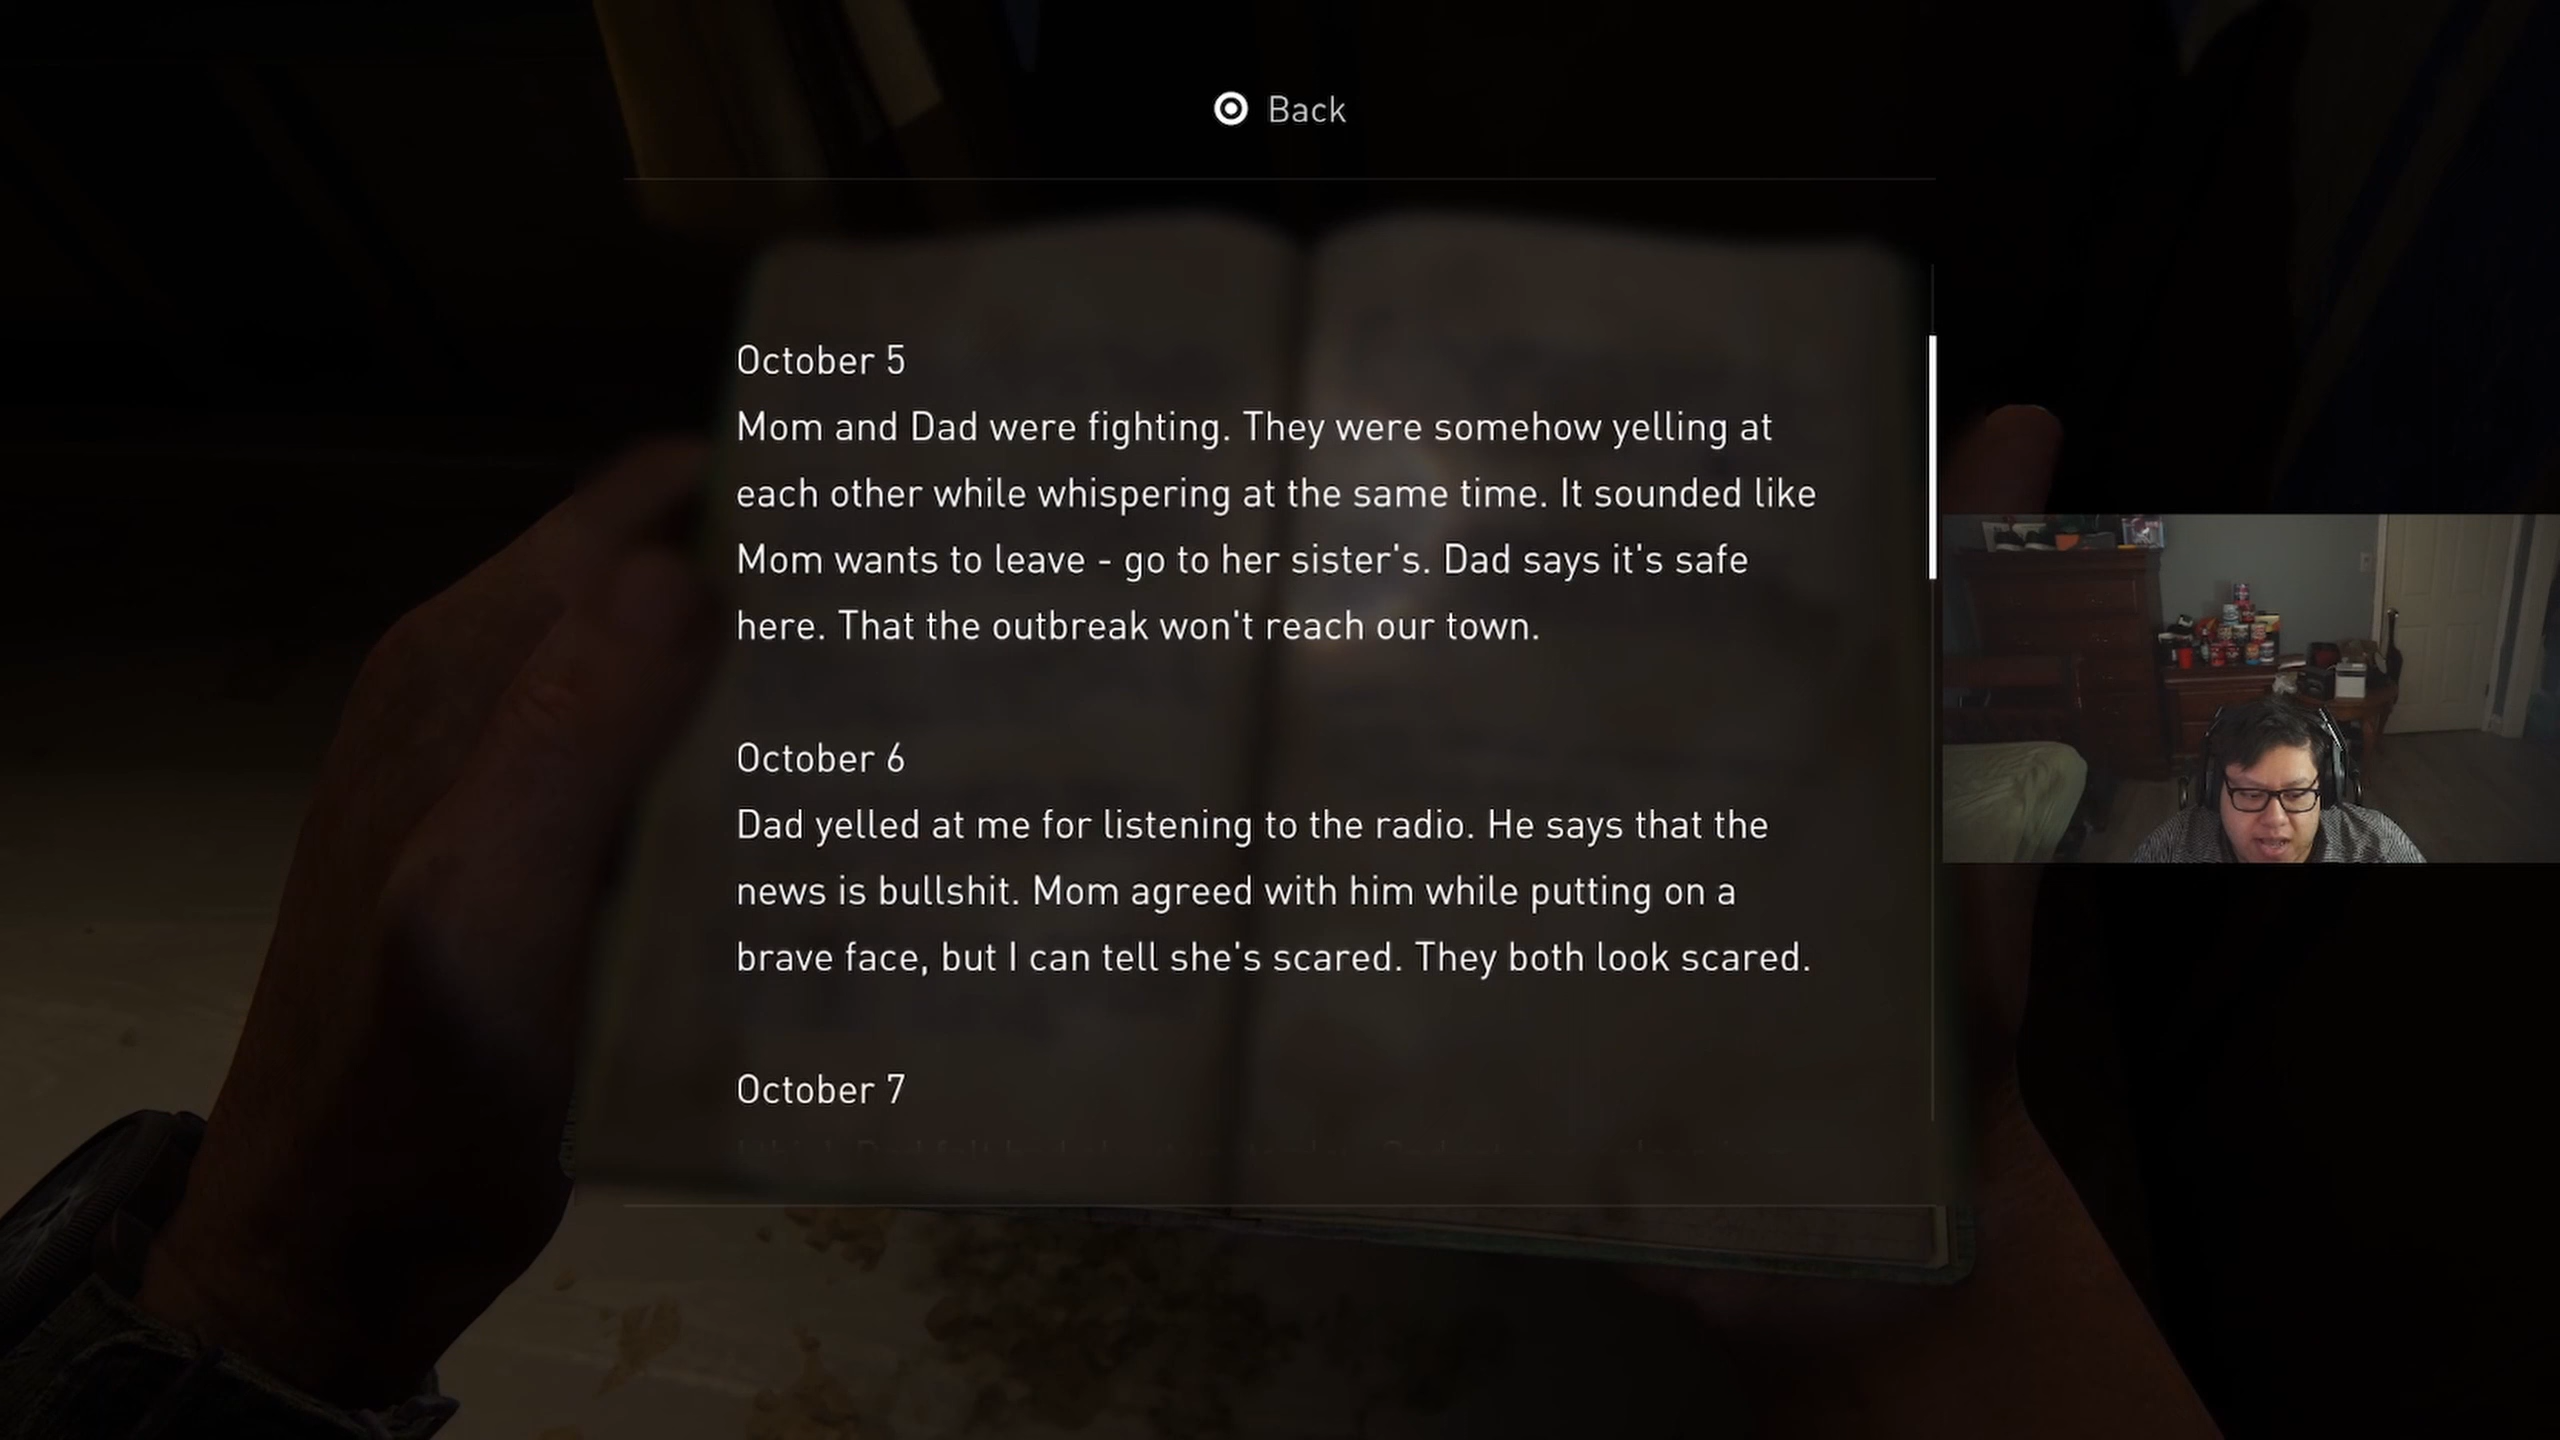 Back
October 5
Mom and Dad were fighting. They were somehow yelling at
each other while whispering at the same time. It sounded like
Mom wants to leave - go to her sister's. Dad says it's safe
here. That the outbreak won't reach our town.
October 6
Dad yelled at me for listening to the radio. He says that the
news is bullshit. Mom agreed with him while putting on a
brave face, but I can tell she's scared. They both look scared.
October 7